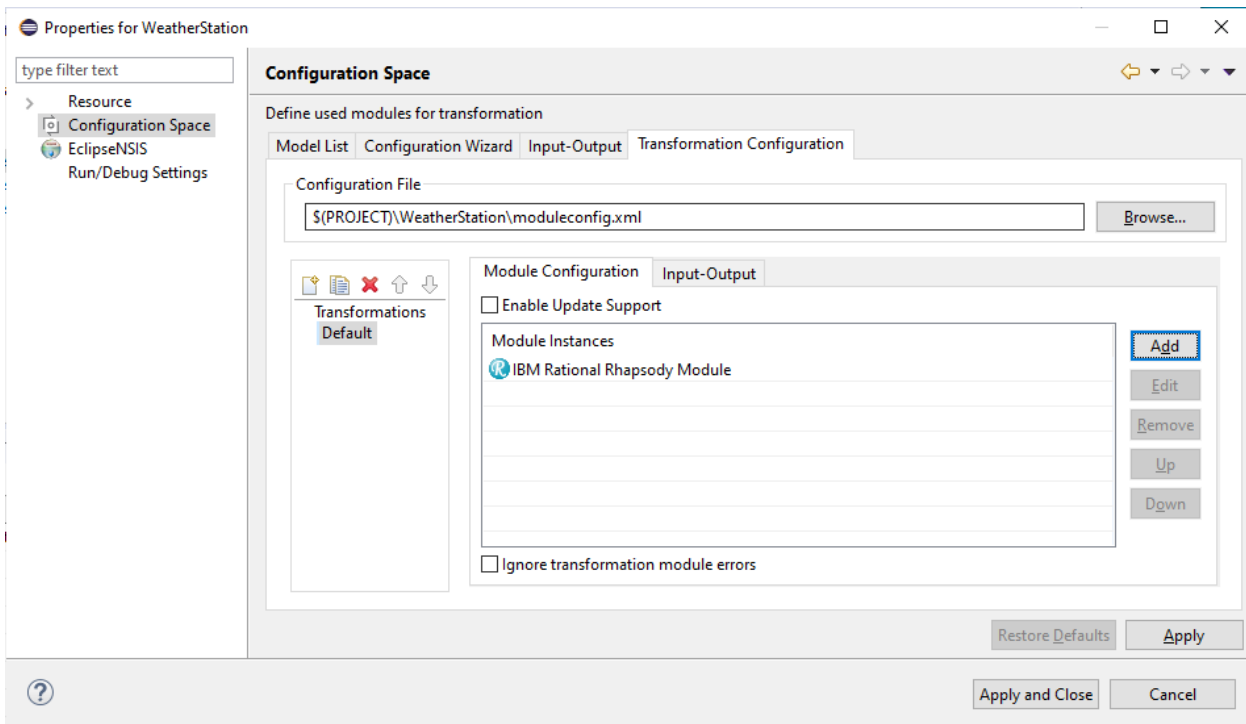 Properties for WeatherStation
type filter text
Resource
Configuration Space
EclipseNSIS
Run/Debug Settings
Configuration Space
Define used modules for transformation
Model List Configuration Wizard Input-Output Transformation Configuration
Configuration File
$(PROJECT)\WeatherStation\moduleconfig.xml Browse...
Transformations
Default
Module Configuration Input-Output
Enable Update Support
Module Instances
IBM Rational Rhapsody Module
Add
Edit
Remove
Up
Down
Ignore transformation module errors
Restore Defaults Apply
? Apply and Close Cancel